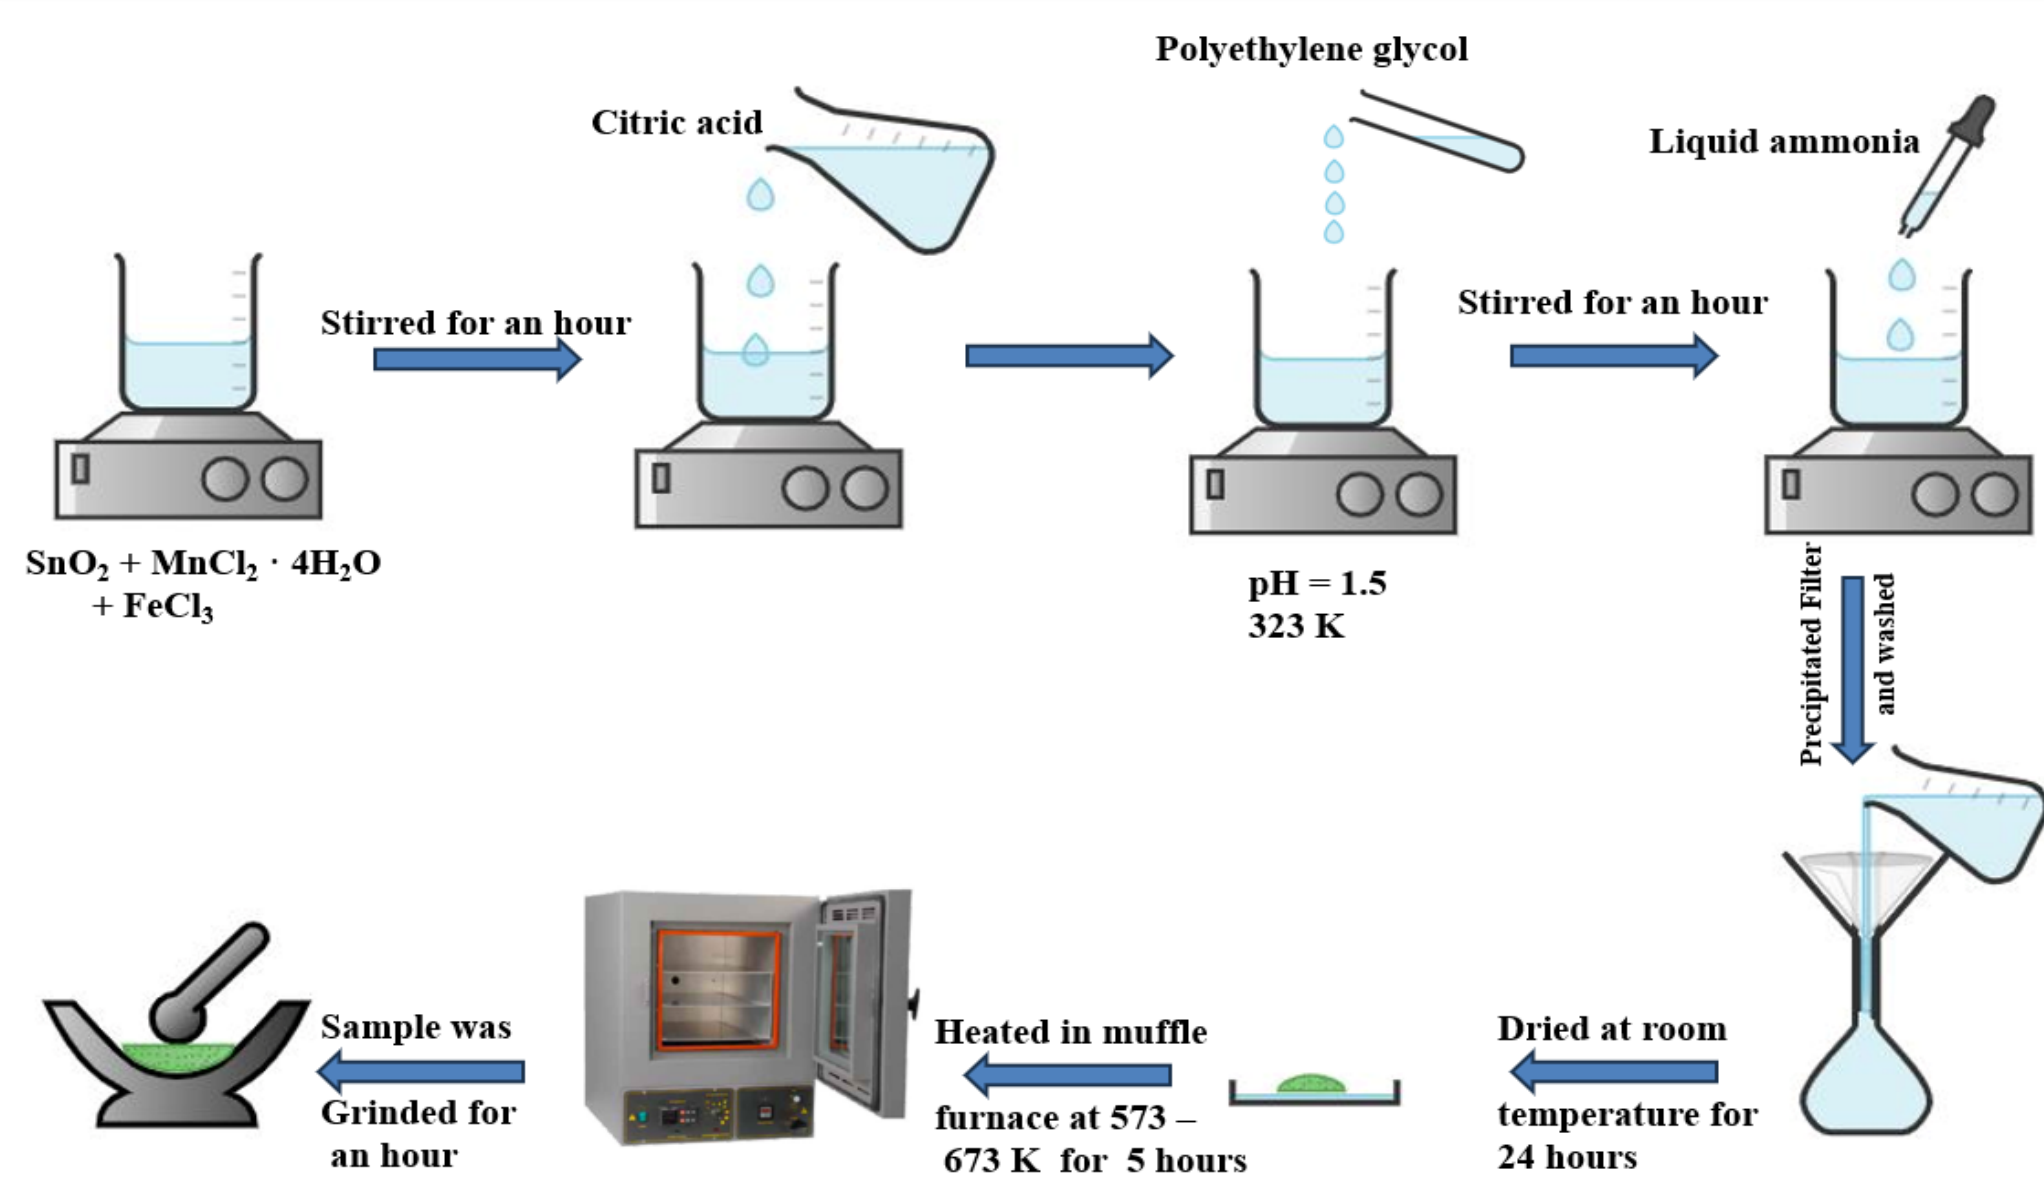 Polyethylene glycol
Citric acid
Liquid ammonia
Stirred for an hour
Stirred for an hour
SnO₂ + MnCl₂ · 4H₂O
+ FeCl₃
pH = 1.5
323 K
Precipitated Filter
and washed
Dried at room
temperature for
24 hours
Heated in muffle
furnace at 573 –
673 K for 5 hours
Sample was
Grinded for
an hour